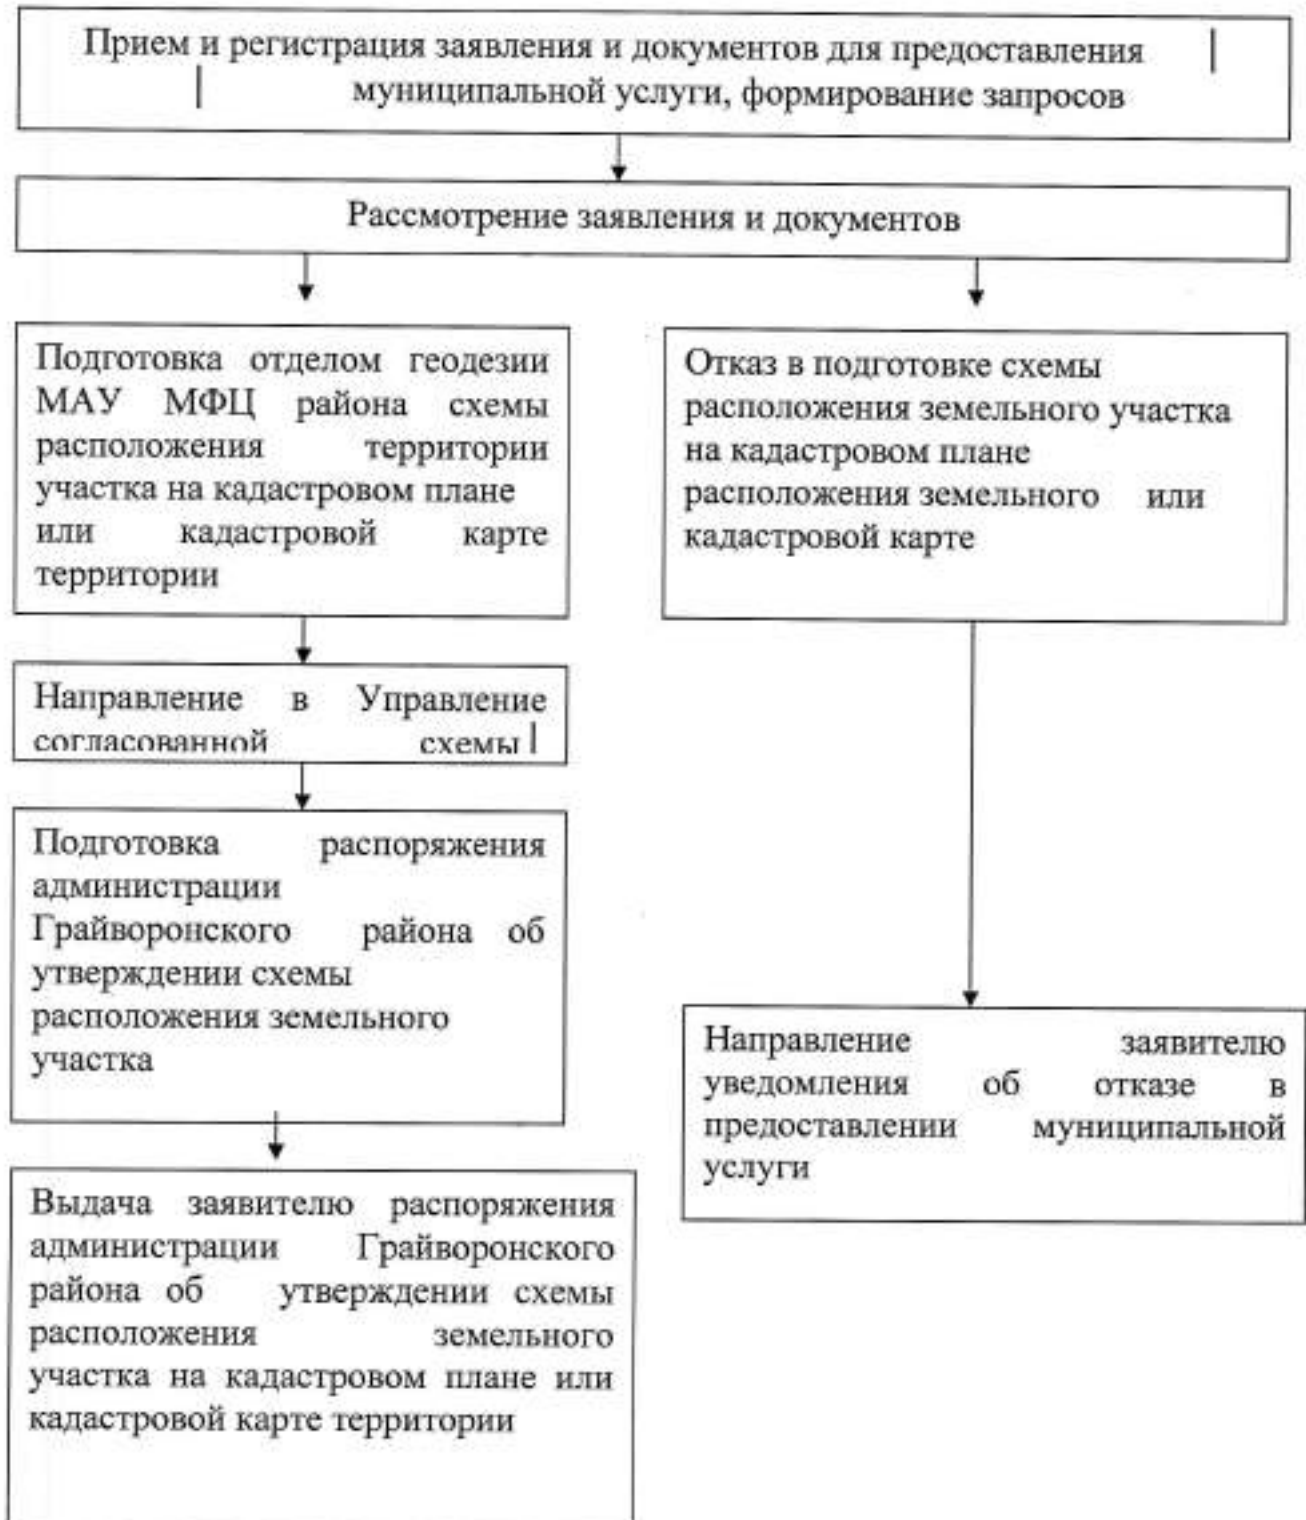 Прием и регистрация заявления и документов для предоставления
муниципальной услуги, формирование запросов
Рассмотрение заявления и документов
Подготовка отделом геодезии
МАУ МФЦ района схемы
расположения территории
участка на кадастровом плане
или кадастровой карте
территории
Отказ в подготовке схемы
расположения земельного участка
на кадастровом плане
расположения земельного или
кадастровой карте
Направление в Управление
согласованной схемы
Подготовка распоряжения
администрации
Грайворонского района об
утверждении схемы
расположения земельного
участка
Направление заявителю
уведомления об отказе в
предоставлении муниципальной
услуги
Выдача заявителю распоряжения
администрации Грайворонского
района об утверждении схемы
расположения земельного
участка на кадастровом плане или
кадастровой карте территории